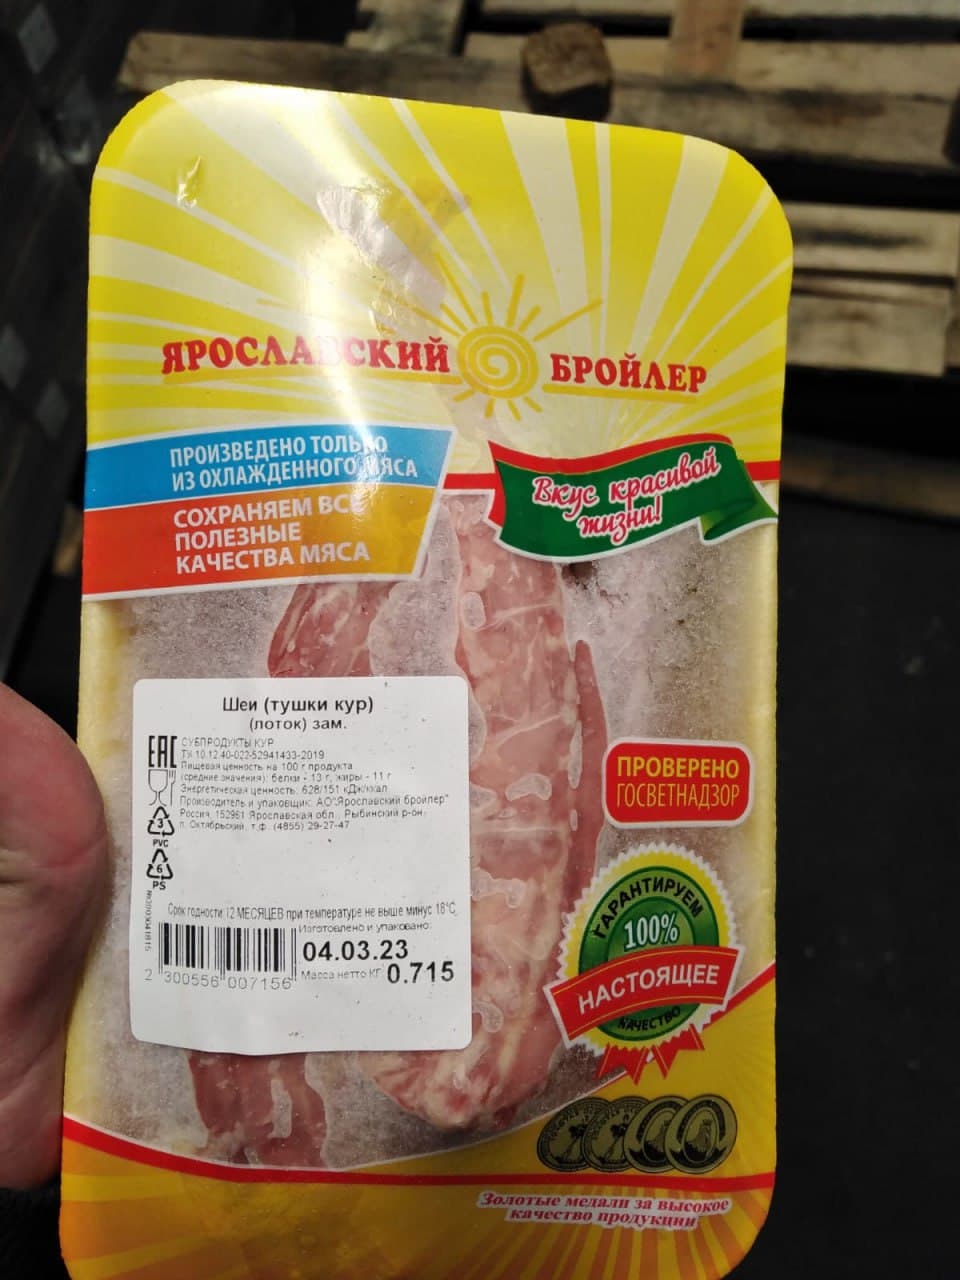 ЯРОСЛАВСКИЙ БРОЙЛЕР
ПРОИЗВЕДЕНО ТОЛЬКО
ИЗ ОХЛАЖДЕННОГО МЯСА
СОХРАНЯЕМ ВСЕ
ПОЛЕЗНЫЕ
КАЧЕСТВА МЯСА
Вкус красивой
жизни!
Шеи (тушки кур)
(лоток) зам.
EAC
СУБПРОДУКТЫ КУР
ТУ 10.12.40-022-52941433-2019
Пищевая ценность на 100 г продукта
(средние значения): белки - 13 г, жиры - 11 г
Энергетическая ценность: 628/151 кДж/ккал
Производитель и упаковщик: АО"Ярославский бройлер"
Россия, 152961 Ярославская обл., Рыбинский р-он,
п. Октябрьский, т.ф. (4855) 29-27-47
3
PVC
6
PS
Срок годности 12 МЕСЯЦЕВ при температуре не выше минус 18°С
Изготовлено и упаковано:
04.03.23
Масса нетто КГ 0.715
2 300556 007156
ПРОВЕРЕНО
ГОСВЕТНАДЗОР
ГАРАНТИРУЕМ
100%
НАСТОЯЩЕЕ
КАЧЕСТВО
Золотые медали за высокое
качество продукции